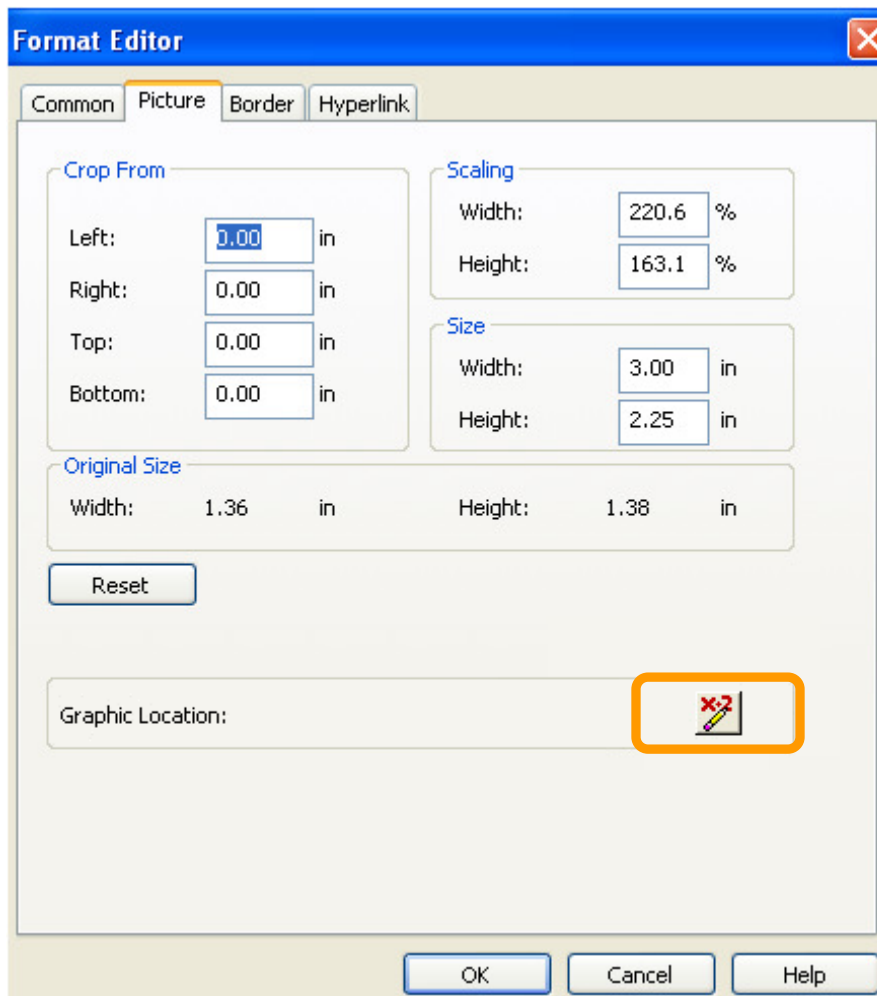 Format Editor
Common Picture Border Hyperlink
Crop From
Left: 0.00 in
Right: 0.00 in
Top: 0.00 in
Bottom: 0.00 in
Scaling
Width: 220.6 %
Height: 163.1 %
Size
Width: 3.00 in
Height: 2.25 in
Original Size
Width: 1.36 in Height: 1.38 in
Reset
Graphic Location: X+2
OK Cancel Help